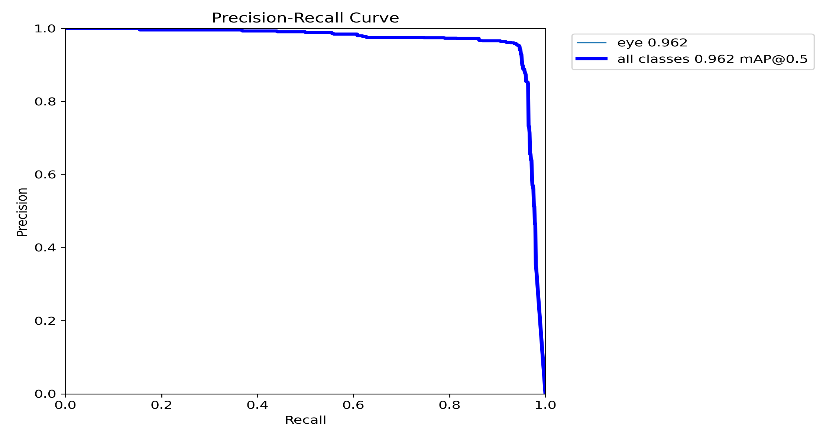 Precision-Recall Curve
1.0
0.8
0.6
0.4
0.2
0.0
Precision
0.0 0.2 0.4 0.6 0.8 1.0
Recall
eye 0.962
all classes 0.962 mAP@0.5